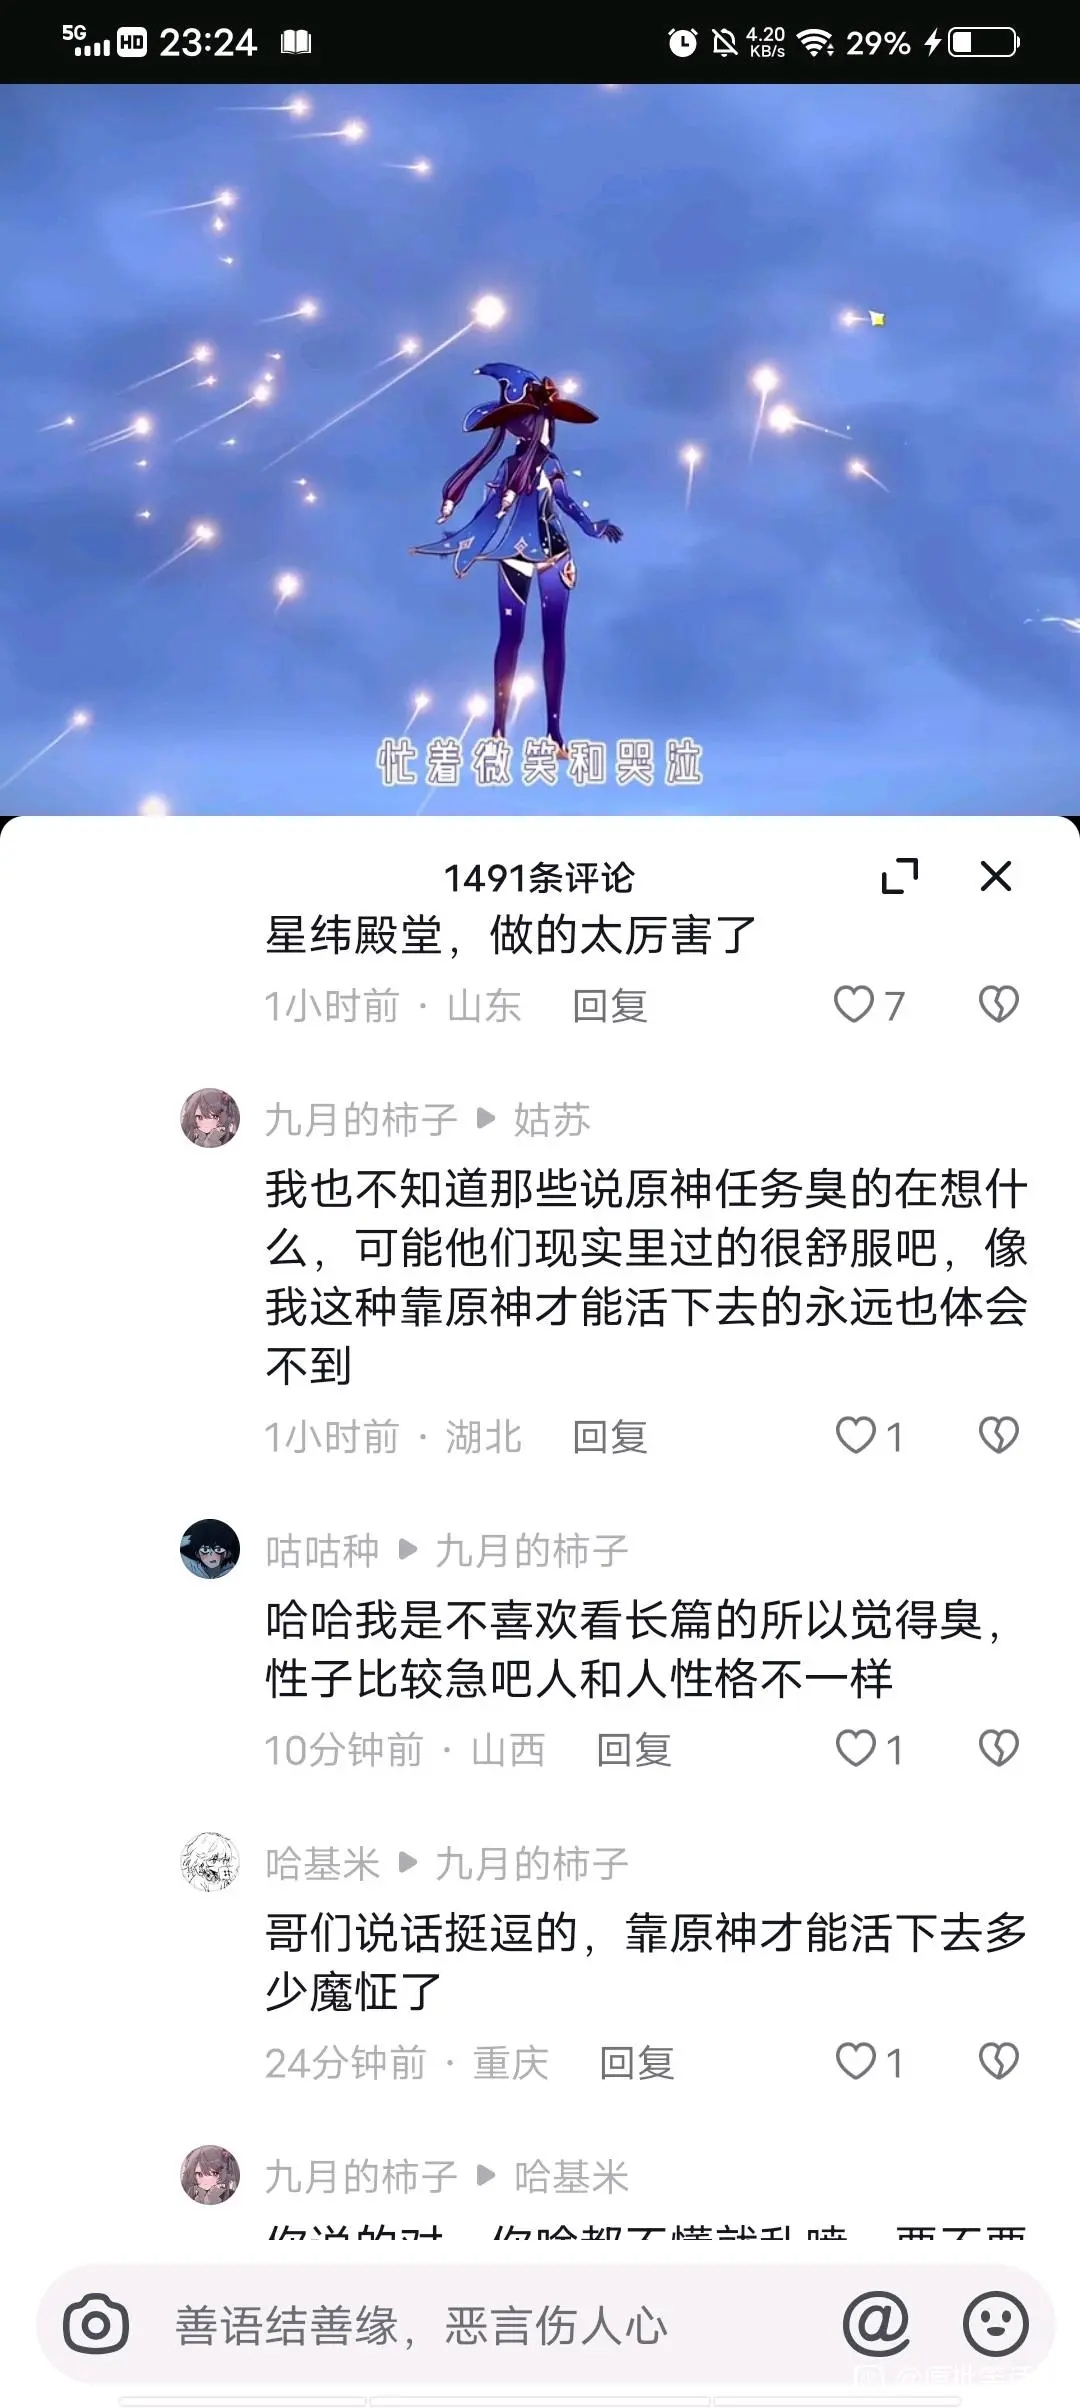 5G HD 23:24 4.20 KB/s 29%
忙着微笑和哭泣
1491条评论
星纬殿堂，做的太厉害了
1小时前 · 山东 回复 7
九月的柿子 ▶ 姑苏
我也不知道那些说原神任务臭的在想什
么，可能他们现实里过的很舒服吧，像
我这种靠原神才能活下去的永远也体会
不到
1小时前 · 湖北 回复 1
咕咕种 ▶ 九月的柿子
哈哈我是不喜欢看长篇的所以觉得臭，
性子比较急吧人和人性格不一样
10分钟前 · 山西 回复 1
哈基米 ▶ 九月的柿子
哥们说话挺逗的，靠原神才能活下去多
少魔怔了
24分钟前 · 重庆 回复 1
九月的柿子 ▶ 哈基米
善语结善缘，恶言伤人心